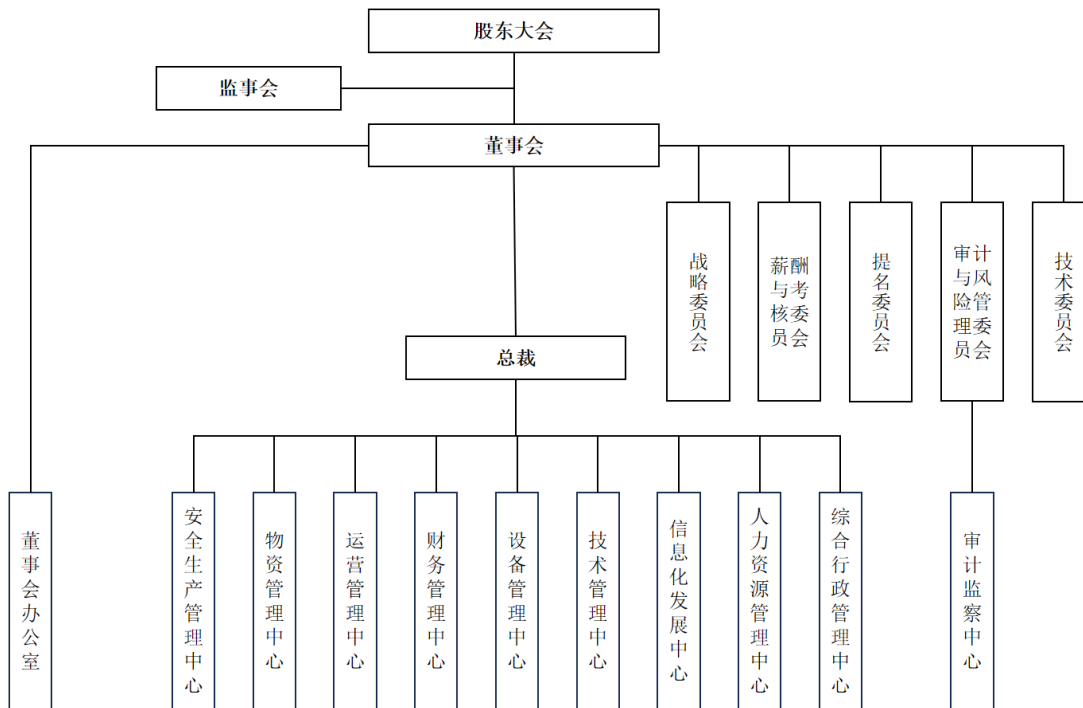 股东大会
监事会
董事会
战略委员会
薪酬与考核委员会
提名委员会
审计与风险管理委员会
技术委员会
总裁
董事会办公室
安全生产管理中心
物资管理中心
运营管理中心
财务管理中心
设备管理中心
技术管理中心
信息化发展中心
人力资源管理中心
综合行政管理中心
审计监察中心